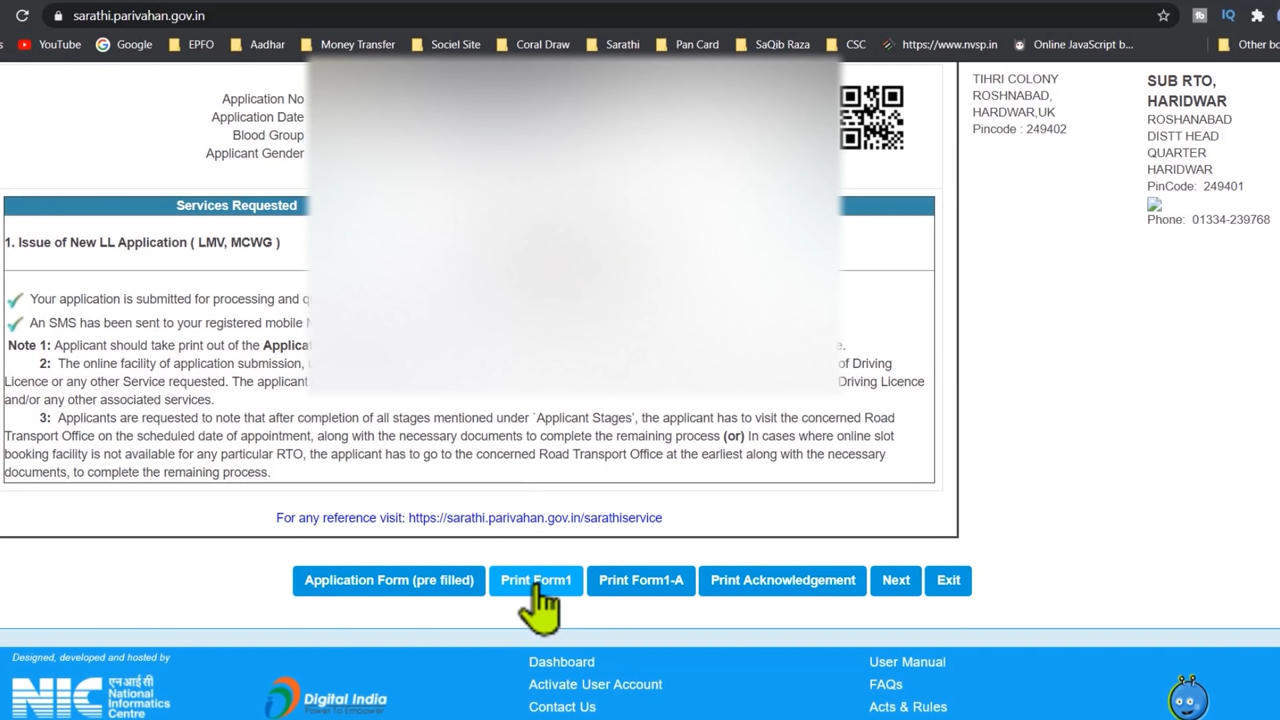 sarathi.parivahan.gov.in
YouTube Google EPFO Aadhar Money Transfer Sociel Site Coral Draw Sarathi Pan Card SaQib Raza CSC https://www.nvsp.in Online JavaScript b... Other bo
Application No
Application Date
Blood Group
Applicant Gender
TIHRI COLONY
ROSHNABAD,
HARDWAR,UK
Pincode : 249402
SUB RTO,
HARIDWAR
ROSHANABAD
DISTT HEAD
QUARTER
HARIDWAR
PinCode: 249401
Phone: 01334-239768
Services Requested
1. Issue of New LL Application ( LMV, MCWG )
Your application is submitted for processing and
An SMS has been sent to your registered mobile
Note 1: Applicant should take print out of the
2: The online facility of application submission, of Driving
Licence or any other Service requested. The applicant Driving Licence
and/or any other associated services.
3: Applicants are requested to note that after completion of all stages mentioned under `Applicant Stages', the applicant has to visit the concerned Road
Transport Office on the scheduled date of appointment, along with the necessary documents to complete the remaining process (or) In cases where online slot
booking facility is not available for any particular RTO, the applicant has to go to the concerned Road Transport Office at the earliest along with the necessary
documents, to complete the remaining process.
For any reference visit: https://sarathi.parivahan.gov.in/sarathiservice
Application Form (pre filled) Print Form1 Print Form1-A Print Acknowledgement Next Exit
Designed, developed and hosted by
NIC
एन आई सी
National
Informatics
Centre
Digital India
Power To Empower
Dashboard
Activate User Account
Contact Us
User Manual
FAQs
Acts & Rules